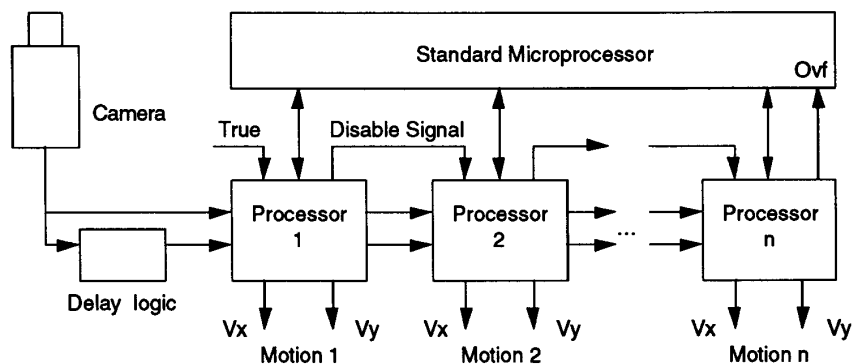 Standard Microprocessor
Ovf
Camera
True
Disable Signal
Processor
1
Processor
2
...
Processor
n
Delay logic
Vx
Vy
Vx
Vy
Vx
Vy
Motion 1
Motion 2
Motion n